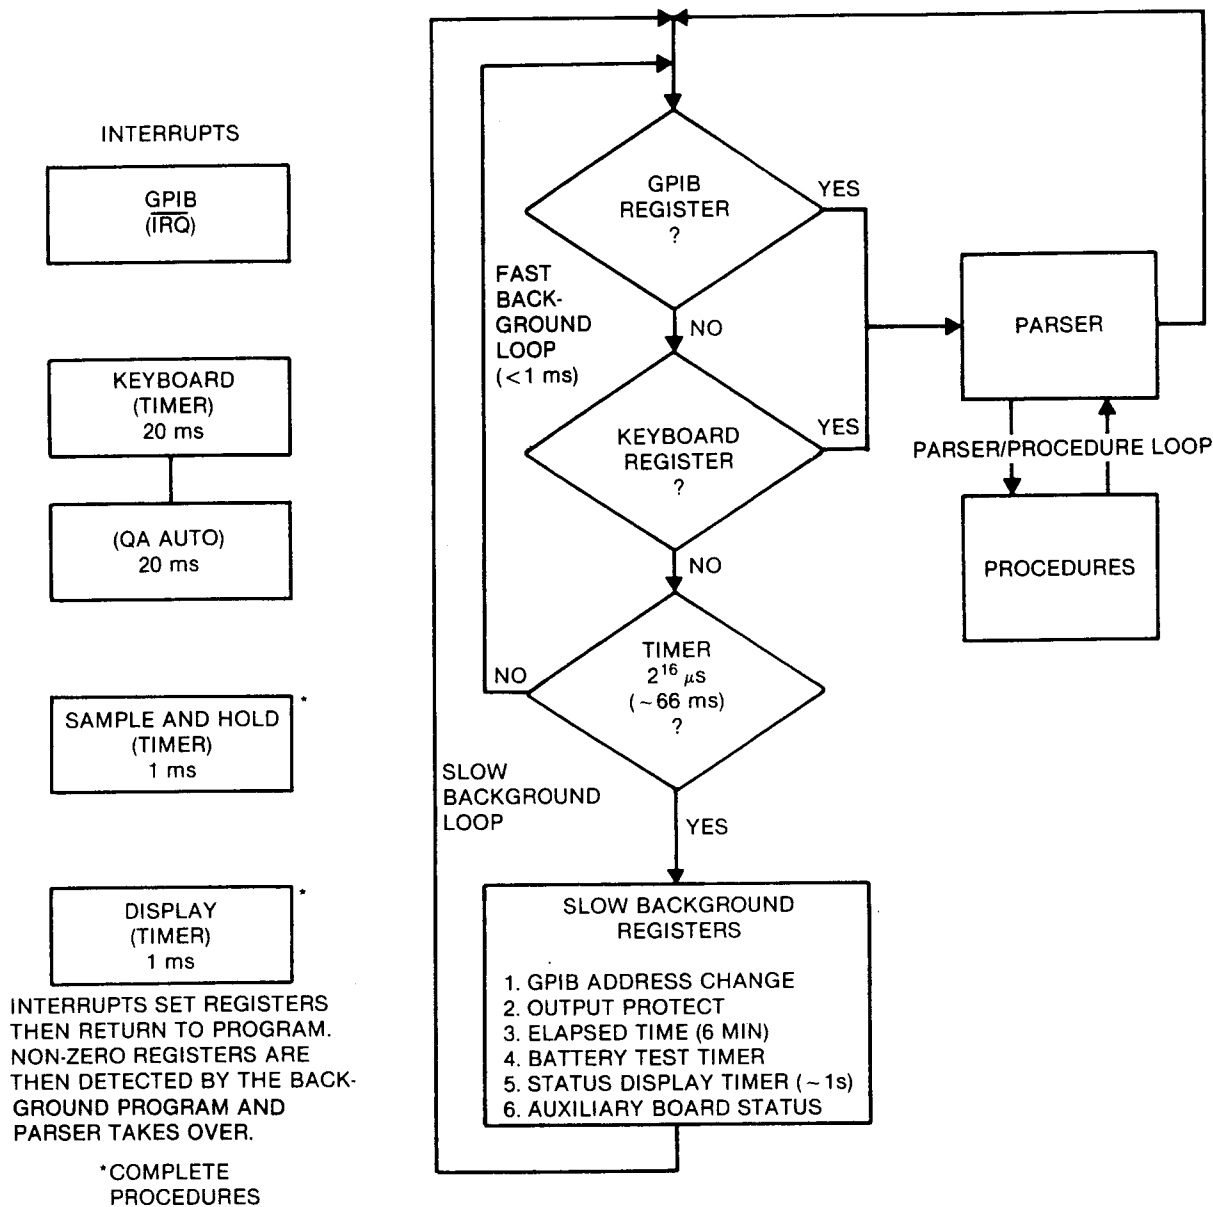 INTERRUPTS
GPIB
(IRQ)
KEYBOARD
(TIMER)
20 ms
(QA AUTO)
20 ms
SAMPLE AND HOLD
(TIMER)
1 ms
*
DISPLAY
(TIMER)
1 ms
*
INTERRUPTS SET REGISTERS
THEN RETURN TO PROGRAM.
NON-ZERO REGISTERS ARE
THEN DETECTED BY THE BACK-
GROUND PROGRAM AND
PARSER TAKES OVER.
*COMPLETE
PROCEDURES
GPIB
REGISTER
?
YES
NO
FAST
BACK-
GROUND
LOOP
(<1 ms)
KEYBOARD
REGISTER
?
YES
NO
TIMER
2¹⁶ µs
(~66 ms)
?
NO
YES
SLOW
BACKGROUND
LOOP
SLOW BACKGROUND
REGISTERS
1. GPIB ADDRESS CHANGE
2. OUTPUT PROTECT
3. ELAPSED TIME (6 MIN)
4. BATTERY TEST TIMER
5. STATUS DISPLAY TIMER (~1s)
6. AUXILIARY BOARD STATUS
PARSER
PARSER/PROCEDURE LOOP
PROCEDURES